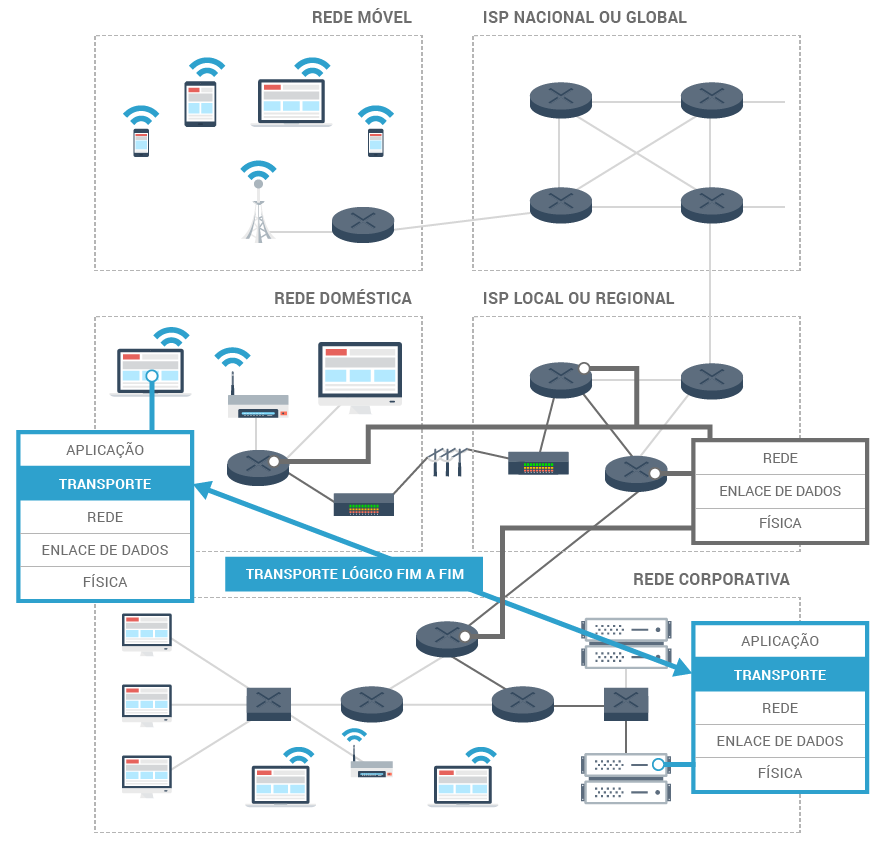 REDE MÓVEL
ISP NACIONAL OU GLOBAL
REDE DOMÉSTICA
ISP LOCAL OU REGIONAL
APLICAÇÃO
TRANSPORTE
REDE
ENLACE DE DADOS
FÍSICA
REDE
ENLACE DE DADOS
FÍSICA
TRANSPORTE LÓGICO FIM A FIM
REDE CORPORATIVA
APLICAÇÃO
TRANSPORTE
REDE
ENLACE DE DADOS
FÍSICA